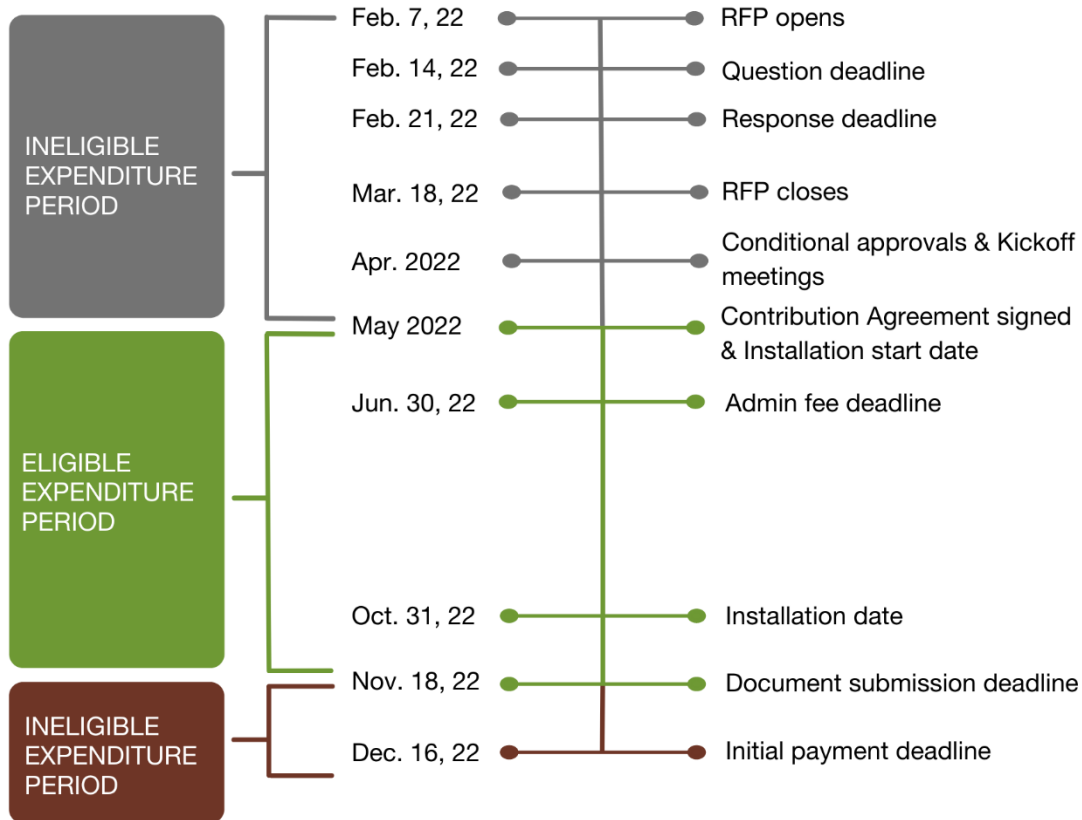 INELIGIBLE
EXPENDITURE
PERIOD
Feb. 7, 22 RFP opens
Feb. 14, 22 Question deadline
Feb. 21, 22 Response deadline
Mar. 18, 22 RFP closes
Apr. 2022 Conditional approvals & Kickoff
meetings
ELIGIBLE
EXPENDITURE
PERIOD
May 2022 Contribution Agreement signed
& Installation start date
Jun. 30, 22 Admin fee deadline
Oct. 31, 22 Installation date
Nov. 18, 22 Document submission deadline
INELIGIBLE
EXPENDITURE
PERIOD
Dec. 16, 22 Initial payment deadline